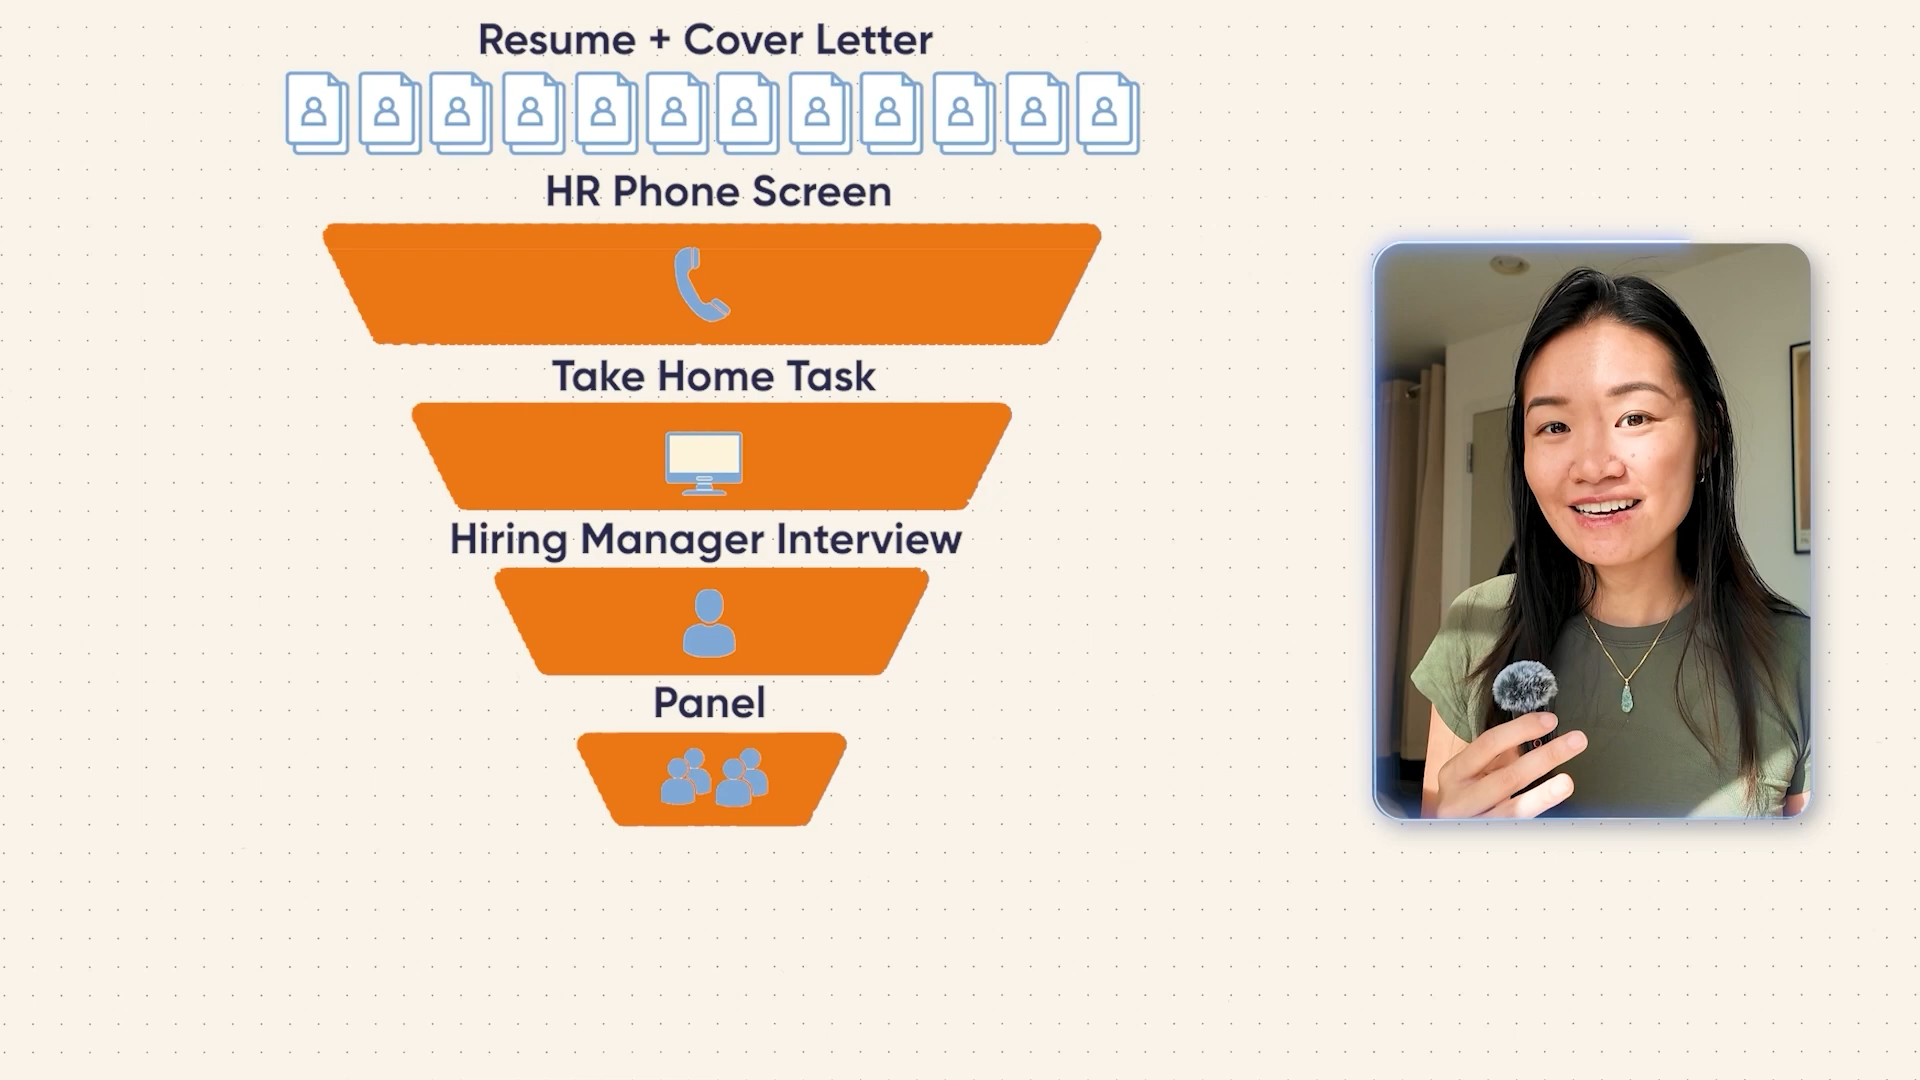 Resume + Cover Letter
HR Phone Screen
Take Home Task
Hiring Manager Interview
Panel